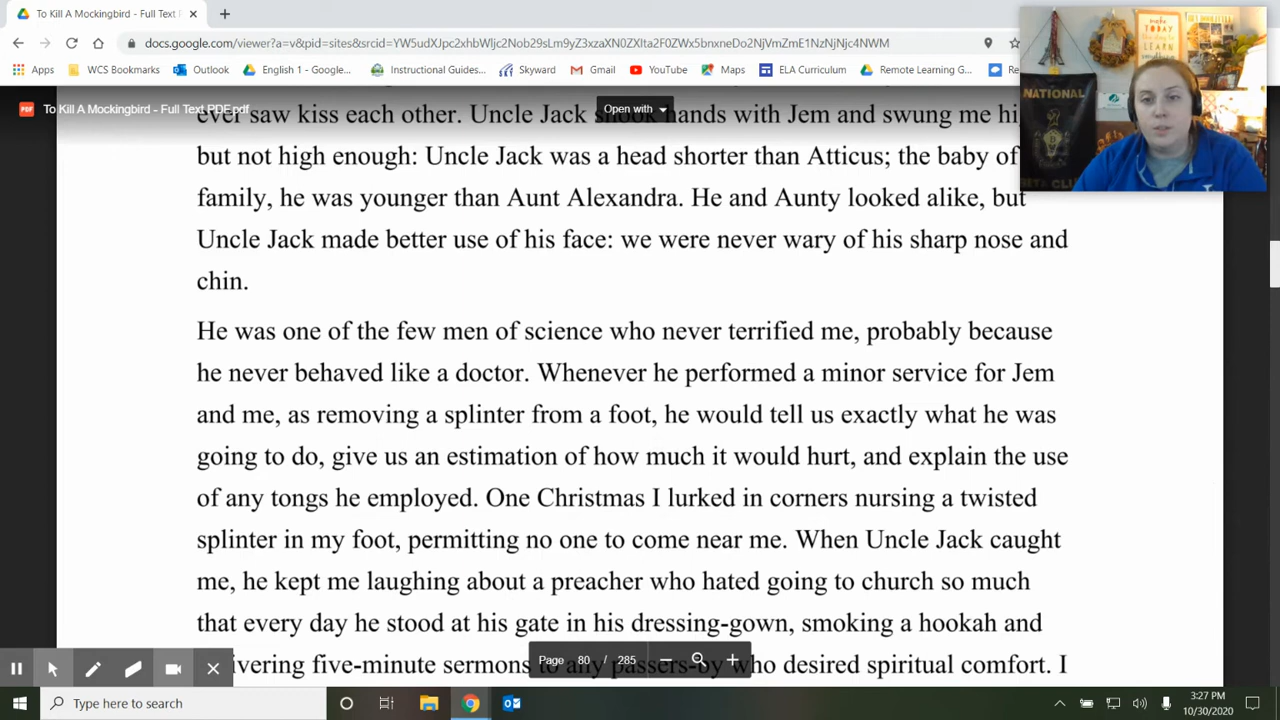 To Kill A Mockingbird - Full Text
docs.google.com/viewer?a=v&pid=sites&srcid=YW5udXJpc2xhbWljc2Nob29sLm9yZ3xzaXN0ZXIta2F0ZWx5bnxneDo2NjVmZmE1NzNjNjc4NWM
Apps WCS Bookmarks Outlook English 1 - Google... Instructional Guides... Skyward Gmail YouTube Maps ELA Curriculum Remote Learning G... Re
To Kill A Mockingbird - Full Text PDF.pdf
Open with
ever saw kiss each other. Uncle Jack shook hands with Jem and swung me hi
but not high enough: Uncle Jack was a head shorter than Atticus; the baby of
family, he was younger than Aunt Alexandra. He and Aunty looked alike, but
Uncle Jack made better use of his face: we were never wary of his sharp nose and
chin.
He was one of the few men of science who never terrified me, probably because
he never behaved like a doctor. Whenever he performed a minor service for Jem
and me, as removing a splinter from a foot, he would tell us exactly what he was
going to do, give us an estimation of how much it would hurt, and explain the use
of any tongs he employed. One Christmas I lurked in corners nursing a twisted
splinter in my foot, permitting no one to come near me. When Uncle Jack caught
me, he kept me laughing about a preacher who hated going to church so much
that every day he stood at his gate in his dressing-gown, smoking a hookah and
ivering five-minute sermons to any passers-by who desired spiritual comfort. I
Page 80 / 285
Type here to search
3:27 PM
10/30/2020
NATIONAL
BETA CLUB
make
TODAY
to
LEARN